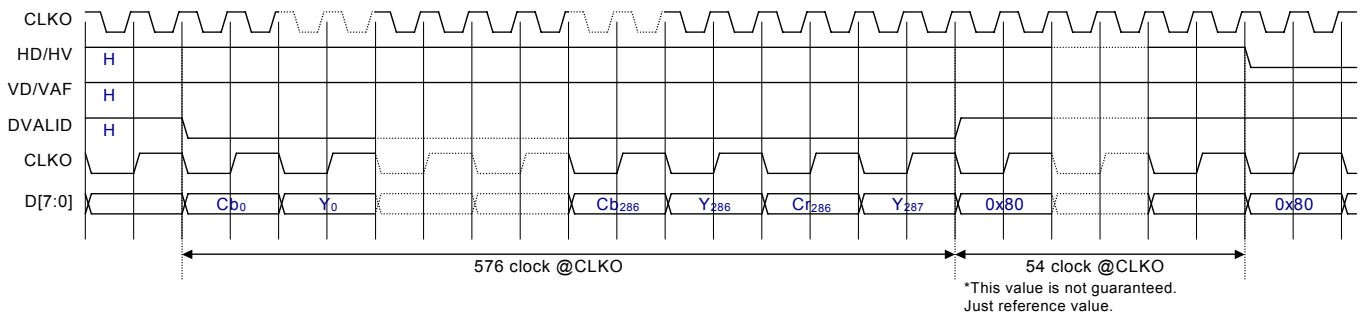 CLKO
HD/HV
H
VD/VAF
H
DVALID
H
CLKO
D[7:0]
Cb0 Y0 Cb286 Y286 Cr286 Y287 0x80 0x80
576 clock @CLKO 54 clock @CLKO
*This value is not guaranteed.
Just reference value.